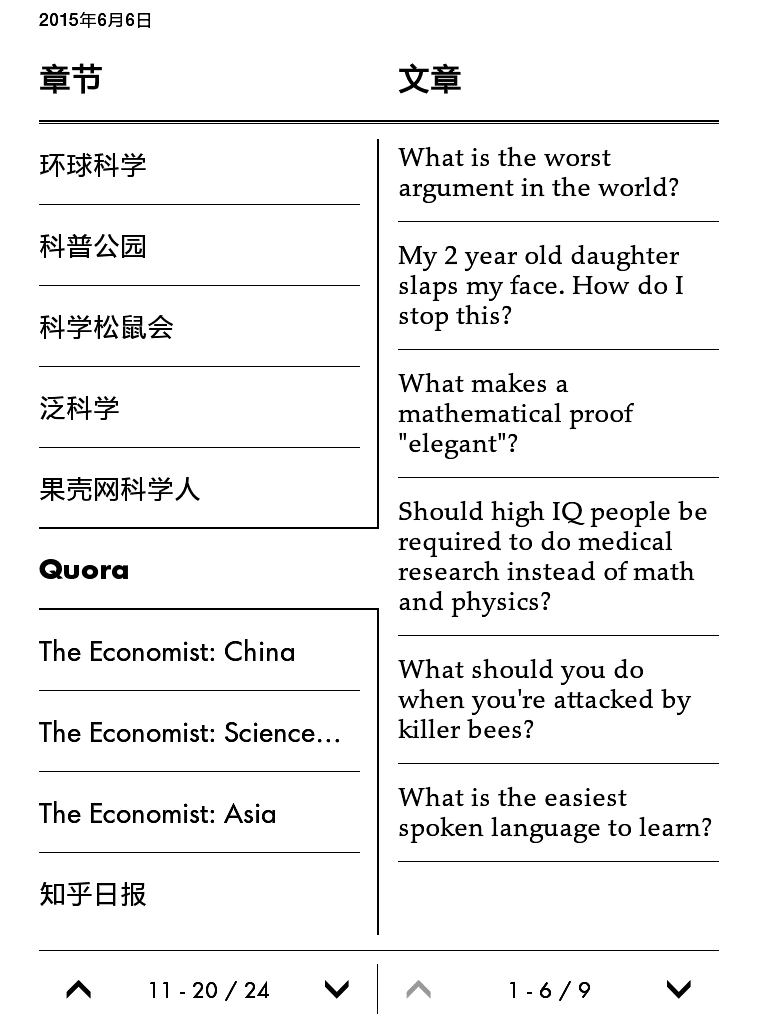 2015年6月6日
章节
文章
环球科学
科普公园
科学松鼠会
泛科学
果壳网科学人
Quora
The Economist: China
The Economist: Science...
The Economist: Asia
知乎日报
11 - 20 / 24
What is the worst
argument in the world?
My 2 year old daughter
slaps my face. How do I
stop this?
What makes a
mathematical proof
"elegant"?
Should high IQ people be
required to do medical
research instead of math
and physics?
What should you do
when you're attacked by
killer bees?
What is the easiest
spoken language to learn?
1 - 6 / 9